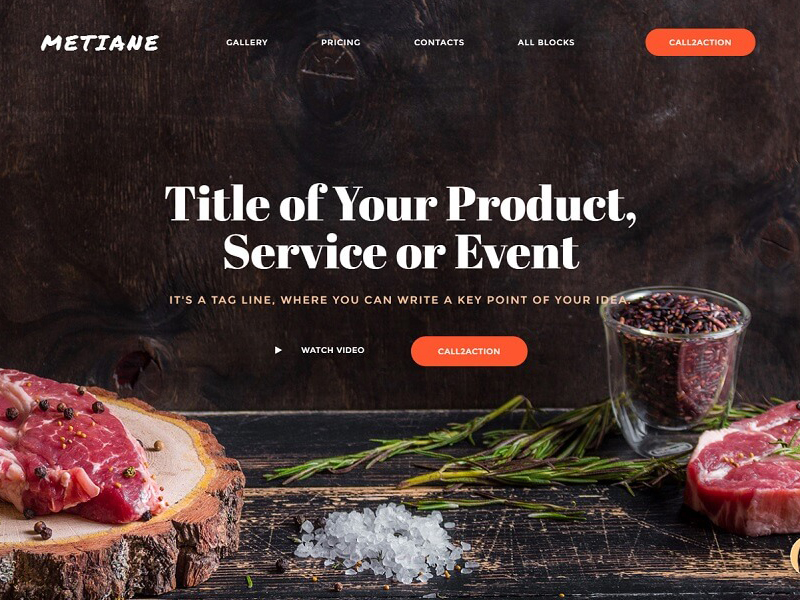 METIANE
GALLERY PRICING CONTACTS ALL BLOCKS CALL2ACTION
Title of Your Product,
Service or Event
IT'S A TAG LINE, WHERE YOU CAN WRITE A KEY POINT OF YOUR IDEA.
WATCH VIDEO CALL2ACTION